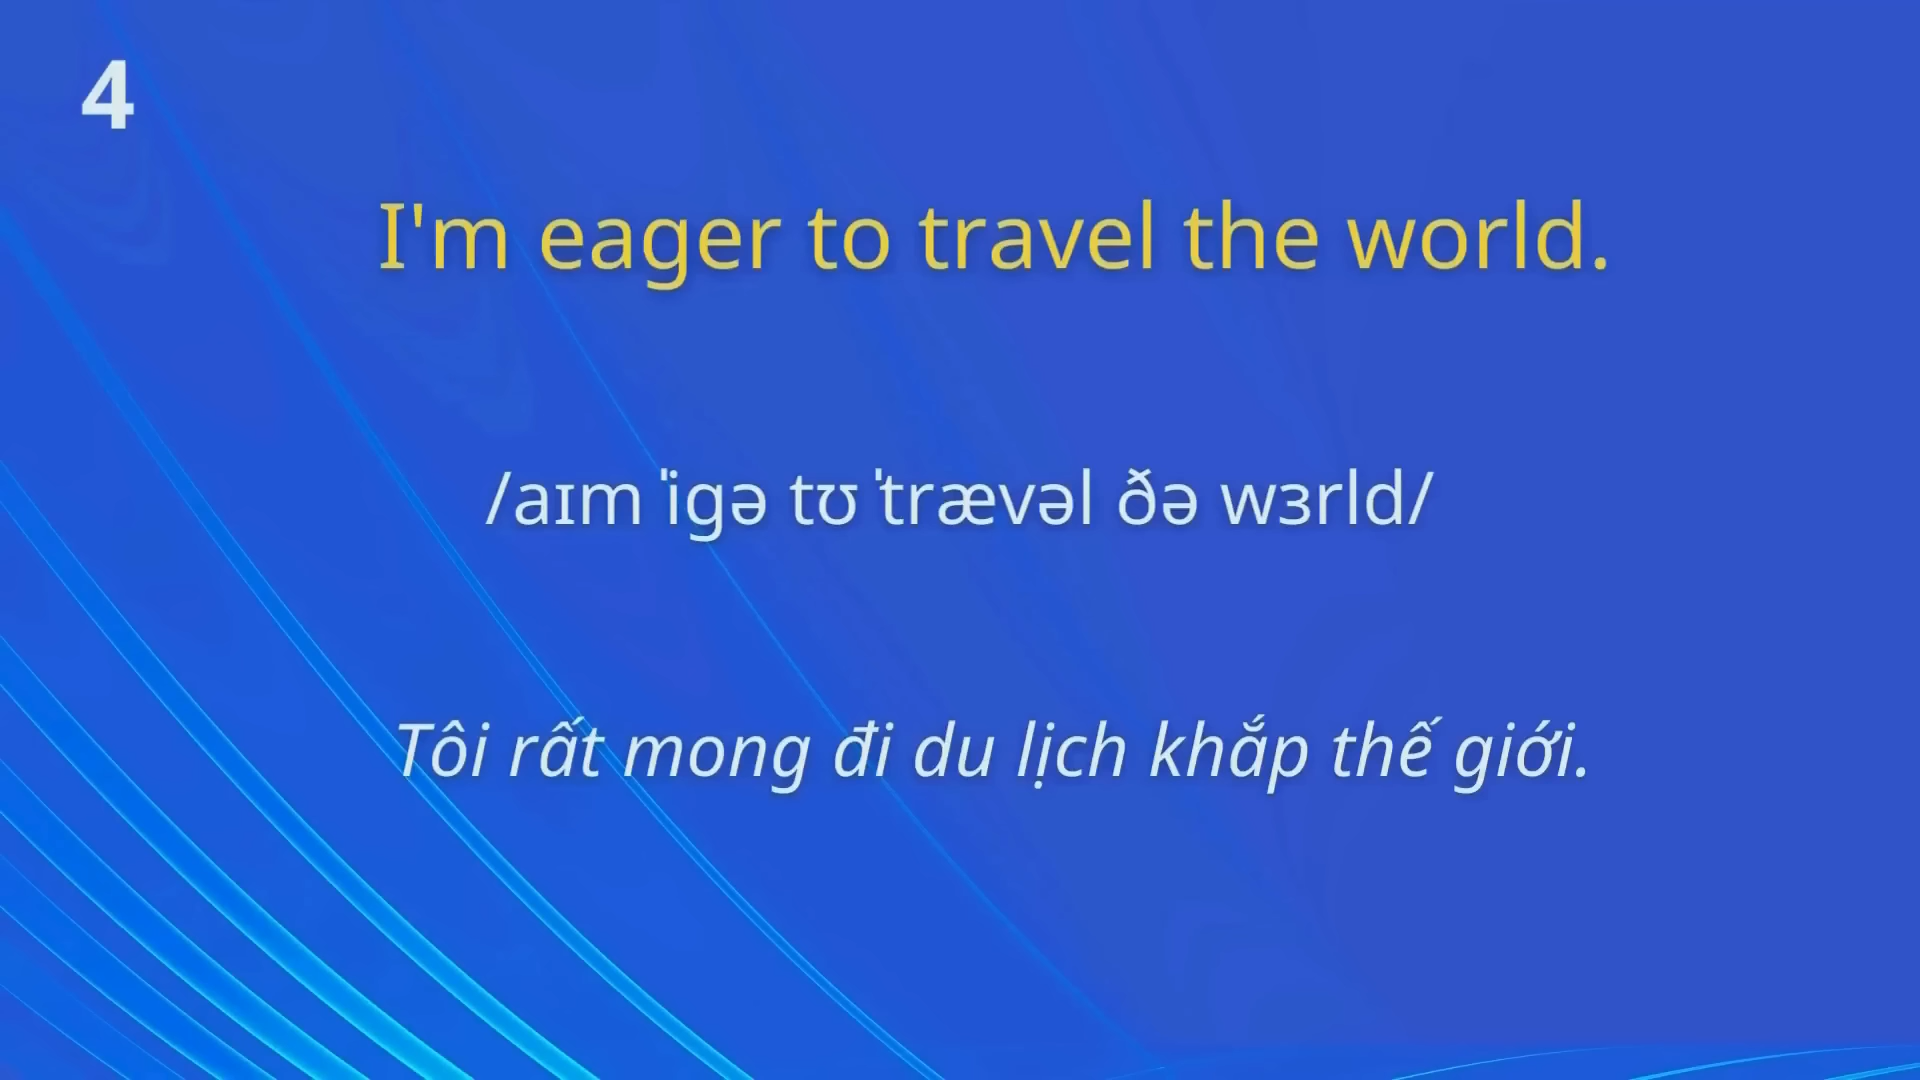 4
I'm eager to travel the world.
/aɪm ˈigə tʊ ˈtrævəl ðə wɜrld/
Tôi rất mong đi du lịch khắp thế giới.